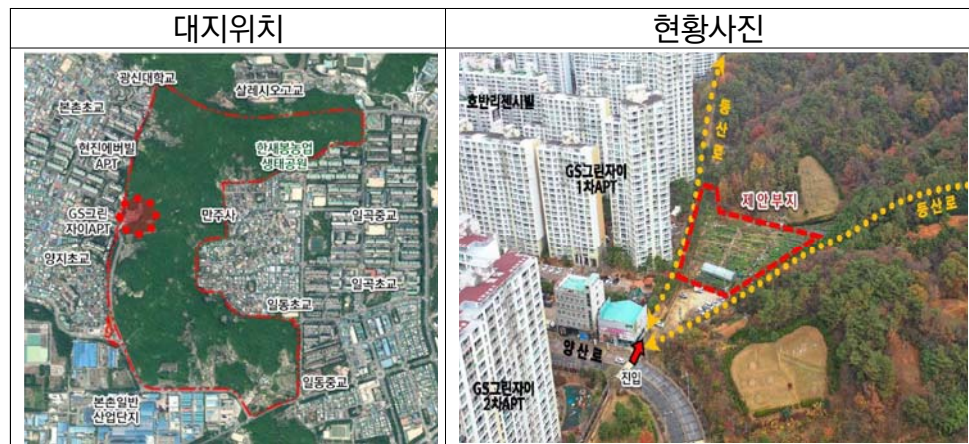 대지위치
현황사진
광신대학교
살레시오고교
본촌초교
현진에버빌
APT
한새봉농업
생태공원
GS그린
자이APT
만주사
일곡중교
양지초교
일곡초교
일동초교
일동중교
본촌일반
산업단지
호반리젠시빌
등산로
GS그린자이
1차APT
제안부지
등산로
양산로
진입
GS그린자이
2차APT